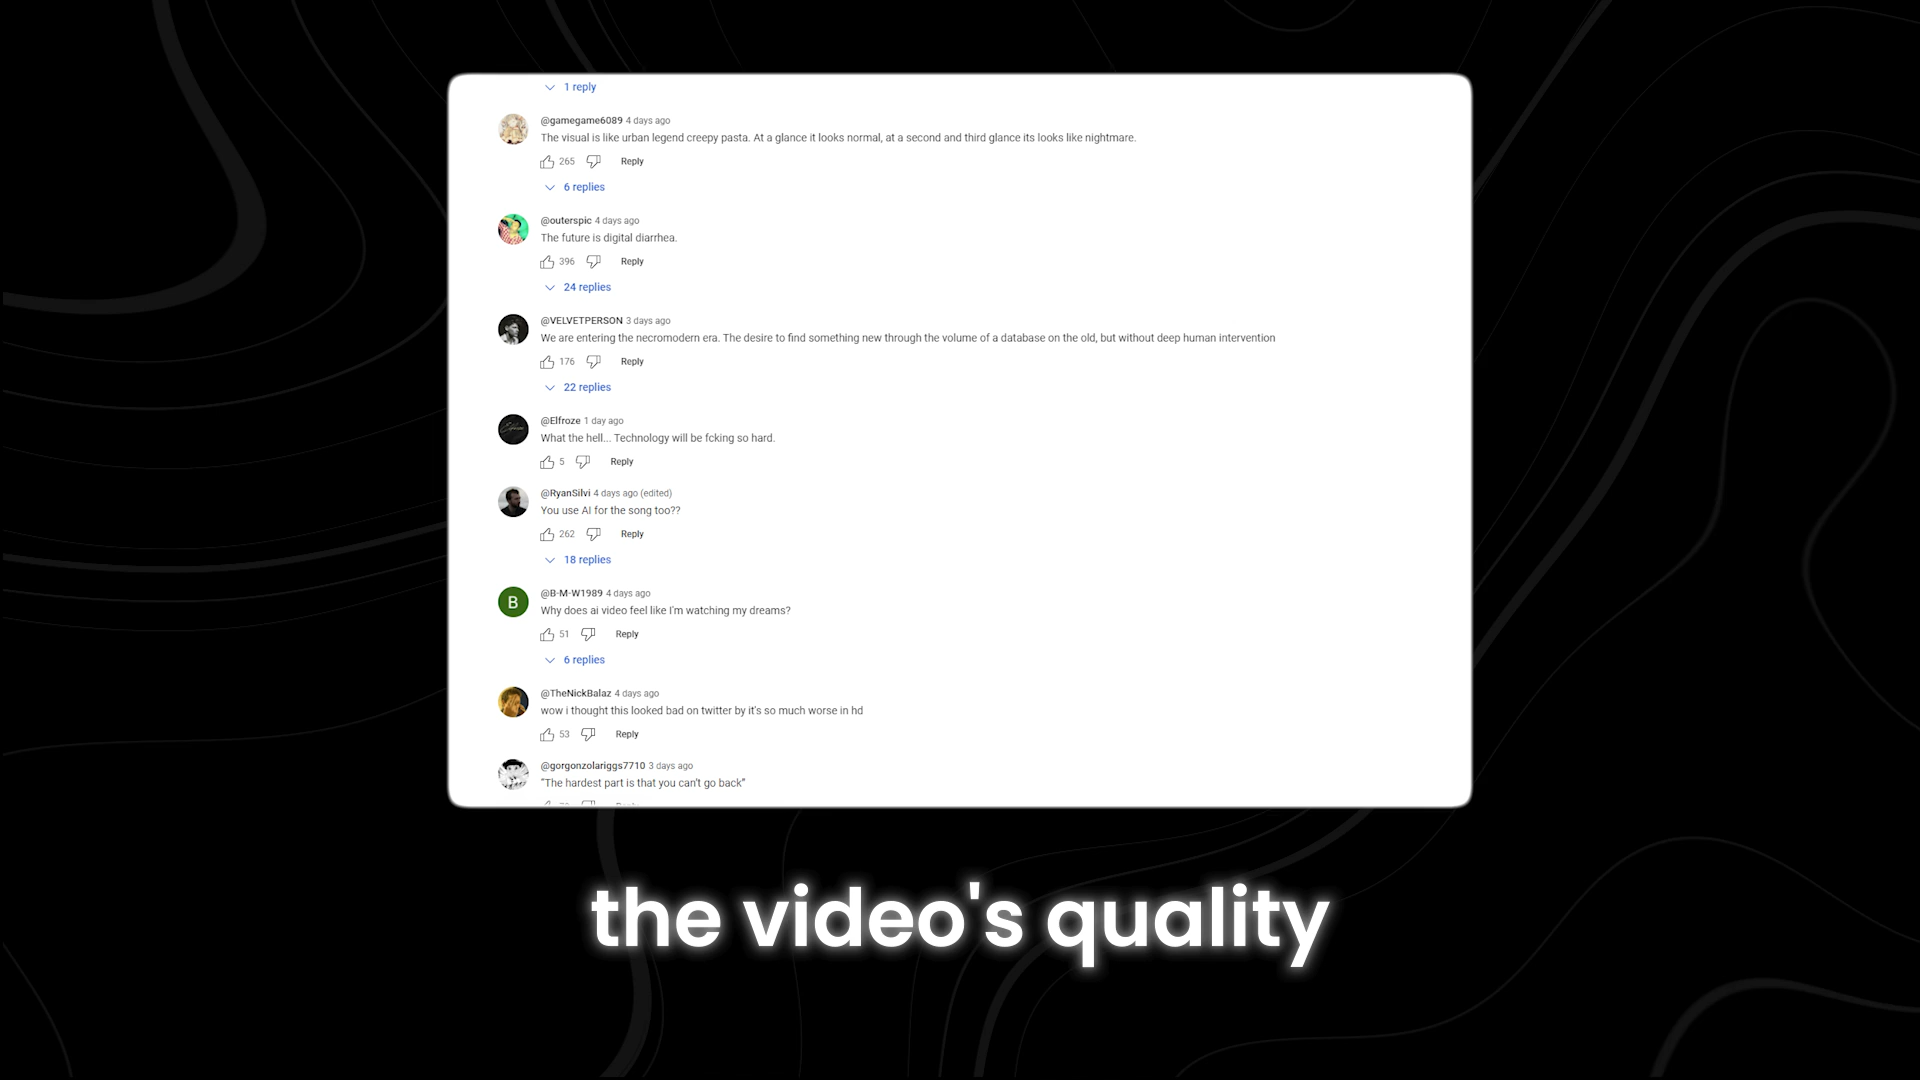 1 reply
@gamegame6089 4 days ago
The visual is like urban legend creepy pasta. At a glance it looks normal, at a second and third glance its looks like nightmare.
265 Reply
6 replies
@outerspic 4 days ago
The future is digital diarrhea.
396 Reply
24 replies
@VELVETPERSON 3 days ago
We are entering the necromodern era. The desire to find something new through the volume of a database on the old, but without deep human intervention
176 Reply
22 replies
@Elfroze 1 day ago
What the hell... Technology will be fcking so hard.
5 Reply
@RyanSilvi 4 days ago (edited)
You use AI for the song too??
262 Reply
18 replies
B
@B-M-W1989 4 days ago
Why does ai video feel like I'm watching my dreams?
51 Reply
6 replies
@TheNickBalaz 4 days ago
wow i thought this looked bad on twitter by it's so much worse in hd
53 Reply
@gorgonzolariggs7710 3 days ago
"The hardest part is that you can't go back"
the video's quality